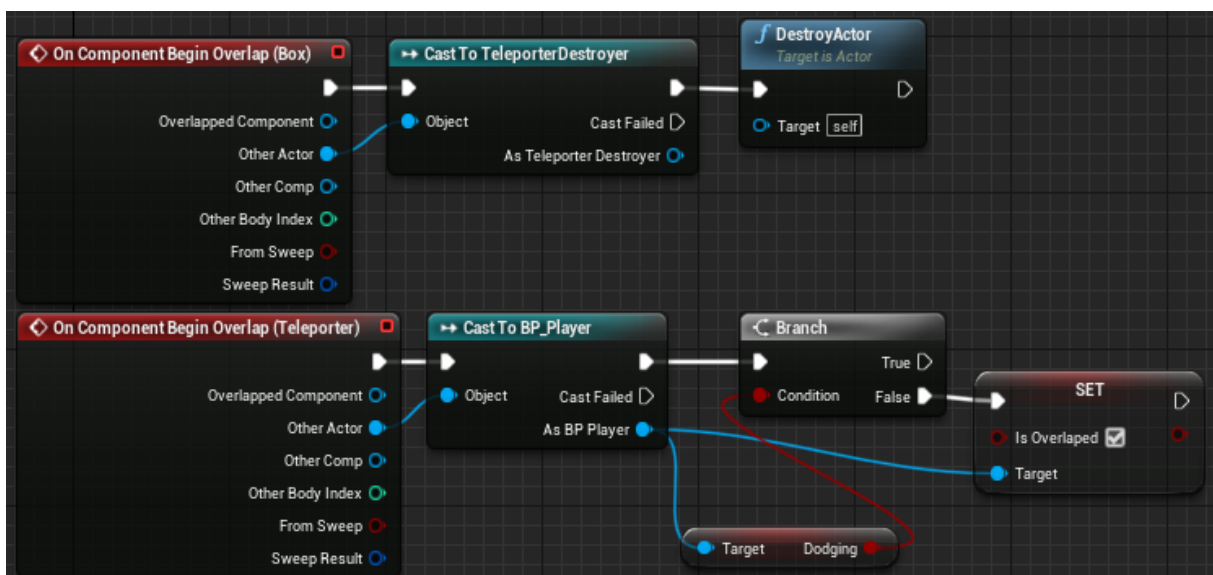 On Component Begin Overlap (Box)
Overlapped Component
Other Actor
Other Comp
Other Body Index
From Sweep
Sweep Result
Cast To TeleporterDestroyer
Object
Cast Failed
As Teleporter Destroyer
f DestroyActor
Target is Actor
Target self
On Component Begin Overlap (Teleporter)
Overlapped Component
Other Actor
Other Comp
Other Body Index
From Sweep
Sweep Result
Cast To BP_Player
Object
Cast Failed
As BP Player
Branch
True
Condition
False
Target
Dodging
SET
Is Overlaped
Target